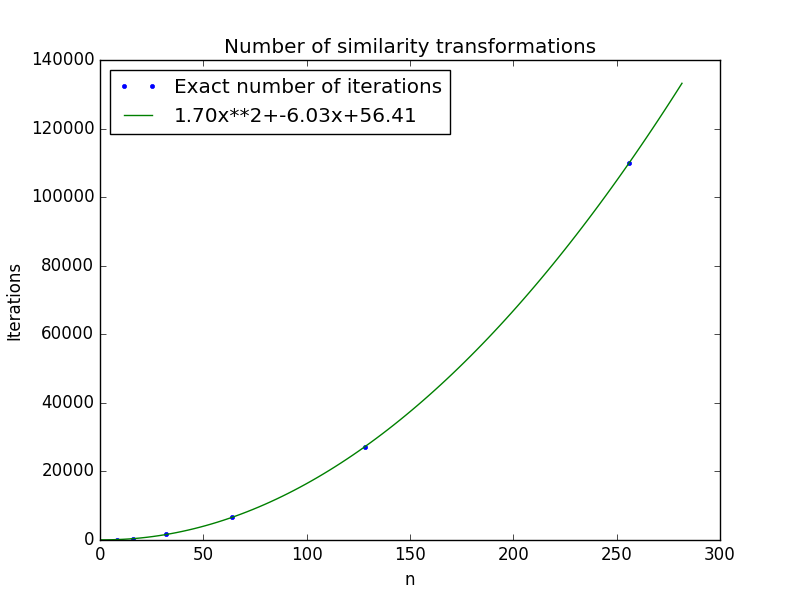 Number of similarity transformations
140000
120000
100000
80000
60000
40000
20000
0
Exact number of iterations
1.70x**2+-6.03x+56.41
Iterations
0 50 100 150 200 250 300
n